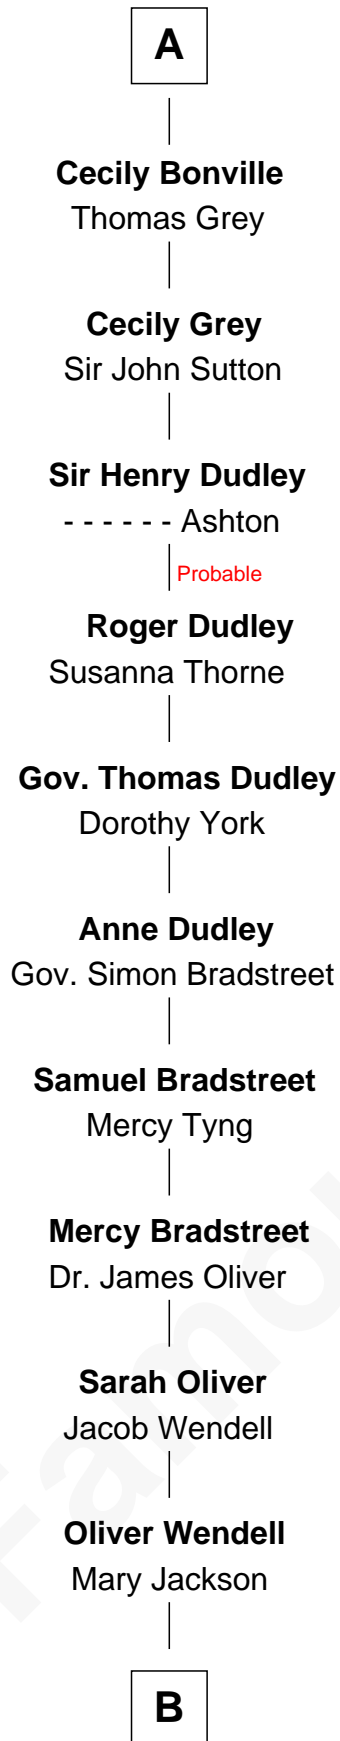 A
Cecily Bonville
Thomas Grey
Cecily Grey
Sir John Sutton
Sir Henry Dudley
- - - - - - Ashton
Probable
Roger Dudley
Susanna Thorne
Gov. Thomas Dudley
Dorothy York
Anne Dudley
Gov. Simon Bradstreet
Samuel Bradstreet
Mercy Tyng
Mercy Bradstreet
Dr. James Oliver
Sarah Oliver
Jacob Wendell
Oliver Wendell
Mary Jackson
B